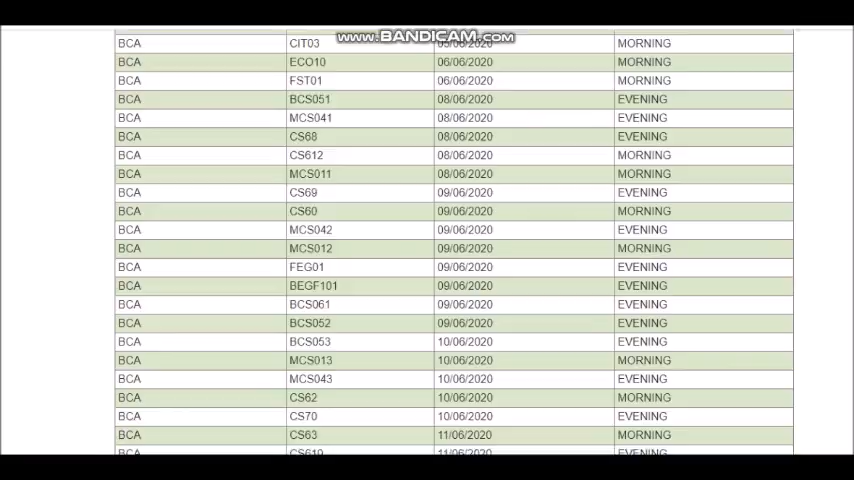 www.BANDICAM.com
BCA CIT03 05/06/2020 MORNING
BCA ECO10 06/06/2020 MORNING
BCA FST01 06/06/2020 MORNING
BCA BCS051 08/06/2020 EVENING
BCA MCS041 08/06/2020 EVENING
BCA CS68 08/06/2020 EVENING
BCA CS612 08/06/2020 MORNING
BCA MCS011 08/06/2020 MORNING
BCA CS69 09/06/2020 EVENING
BCA CS60 09/06/2020 MORNING
BCA MCS042 09/06/2020 EVENING
BCA MCS012 09/06/2020 MORNING
BCA FEG01 09/06/2020 EVENING
BCA BEGF101 09/06/2020 EVENING
BCA BCS061 09/06/2020 EVENING
BCA BCS052 09/06/2020 EVENING
BCA BCS053 10/06/2020 EVENING
BCA MCS013 10/06/2020 MORNING
BCA MCS043 10/06/2020 EVENING
BCA CS62 10/06/2020 MORNING
BCA CS70 10/06/2020 EVENING
BCA CS63 11/06/2020 MORNING
BCA CS610 11/06/2020 EVENING